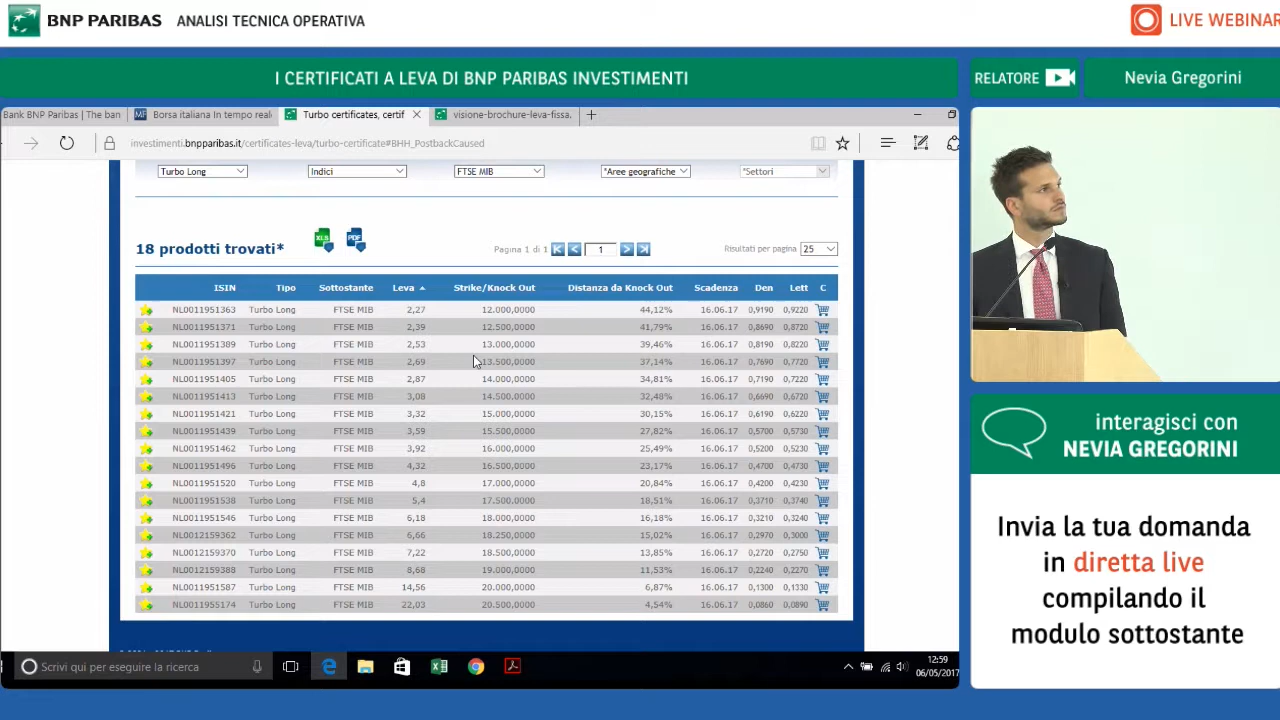 BNP PARIBAS ANALISI TECNICA OPERATIVA
LIVE WEBINAR
I CERTIFICATI A LEVA DI BNP PARIBAS INVESTIMENTI
RELATORE
Nevia Gregorini
Bank BNP Paribas | The ban
Borsa italiana In tempo real
Turbo certificates, certif
visione-brochure-leva-fissa.
investimenti.bnpparibas.it/certificates-leva/turbo-certificate#BHH_PostbackCaused
Turbo Long Indici FTSE MIB *Aree geografiche *Settori
18 prodotti trovati* XLS PDF Pagina 1 di 1 1 Risultati per pagina 25
ISIN Tipo Sottostante Leva Strike/Knock Out Distanza da Knock Out Scadenza Den Lett C
NL0011951363 Turbo Long FTSE MIB 2,27 12.000,0000 44,12% 16.06.17 0,9190 0,9220
NL0011951371 Turbo Long FTSE MIB 2,39 12.500,0000 41,79% 16.06.17 0,8690 0,8720
NL0011951389 Turbo Long FTSE MIB 2,53 13.000,0000 39,46% 16.06.17 0,8190 0,8220
NL0011951397 Turbo Long FTSE MIB 2,69 13.500,0000 37,14% 16.06.17 0,7690 0,7720
NL0011951405 Turbo Long FTSE MIB 2,87 14.000,0000 34,81% 16.06.17 0,7190 0,7220
NL0011951413 Turbo Long FTSE MIB 3,08 14.500,0000 32,48% 16.06.17 0,6690 0,6720
NL0011951421 Turbo Long FTSE MIB 3,32 15.000,0000 30,15% 16.06.17 0,6190 0,6220
NL0011951439 Turbo Long FTSE MIB 3,59 15.500,0000 27,82% 16.06.17 0,5700 0,5730
NL0011951462 Turbo Long FTSE MIB 3,92 16.000,0000 25,49% 16.06.17 0,5200 0,5230
NL0011951496 Turbo Long FTSE MIB 4,32 16.500,0000 23,17% 16.06.17 0,4700 0,4730
NL0011951520 Turbo Long FTSE MIB 4,8 17.000,0000 20,84% 16.06.17 0,4200 0,4230
NL0011951538 Turbo Long FTSE MIB 5,4 17.500,0000 18,51% 16.06.17 0,3710 0,3740
NL0011951546 Turbo Long FTSE MIB 6,18 18.000,0000 16,18% 16.06.17 0,3210 0,3240
NL0012159362 Turbo Long FTSE MIB 6,66 18.250,0000 15,02% 16.06.17 0,2970 0,3000
NL0012159370 Turbo Long FTSE MIB 7,22 18.500,0000 13,85% 16.06.17 0,2720 0,2750
NL0012159388 Turbo Long FTSE MIB 8,68 19.000,0000 11,53% 16.06.17 0,2240 0,2270
NL0011951587 Turbo Long FTSE MIB 14,56 20.000,0000 6,87% 16.06.17 0,1300 0,1330
NL0011955174 Turbo Long FTSE MIB 22,03 20.500,0000 4,54% 16.06.17 0,0860 0,0890
Scrivi qui per eseguire la ricerca
12:59
06/05/2017
interagisci con
NEVIA GREGORINI
Invia la tua domanda
in diretta live
compilando il
modulo sottostante